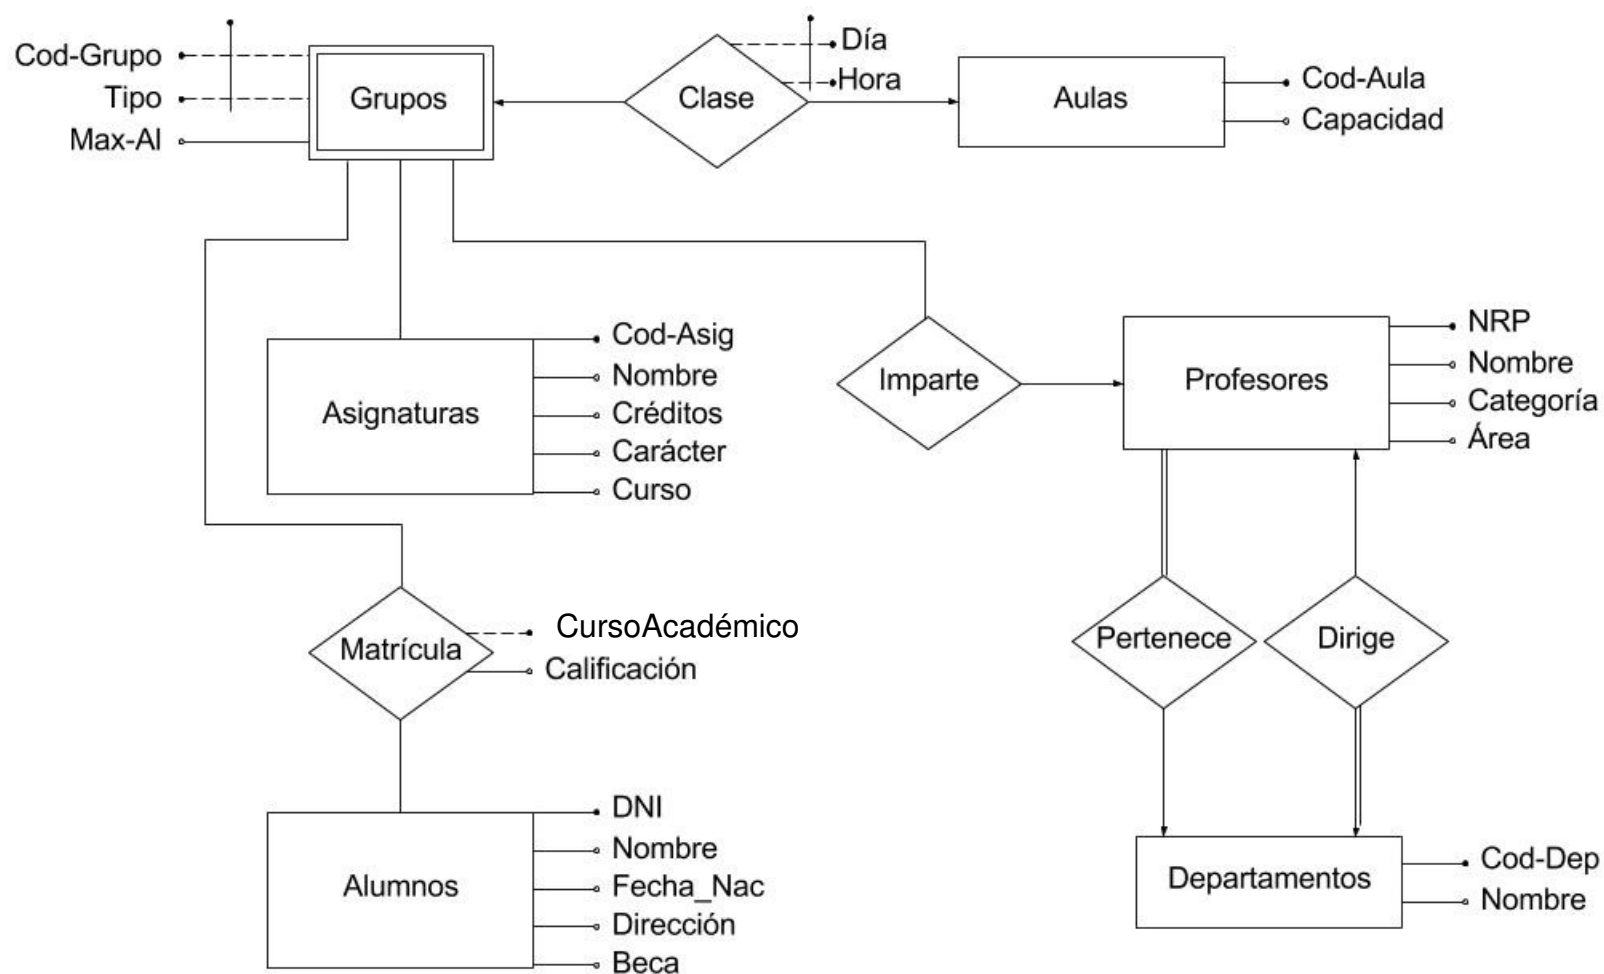 Cod-Grupo
Tipo
Max-Al
Grupos
Clase
Día
Hora
Aulas
Cod-Aula
Capacidad
Asignaturas
Cod-Asig
Nombre
Créditos
Carácter
Curso
Imparte
Profesores
NRP
Nombre
Categoría
Área
Matrícula
CursoAcadémico
Calificación
Pertenece
Dirige
Alumnos
DNI
Nombre
Fecha_Nac
Dirección
Beca
Departamentos
Cod-Dep
Nombre